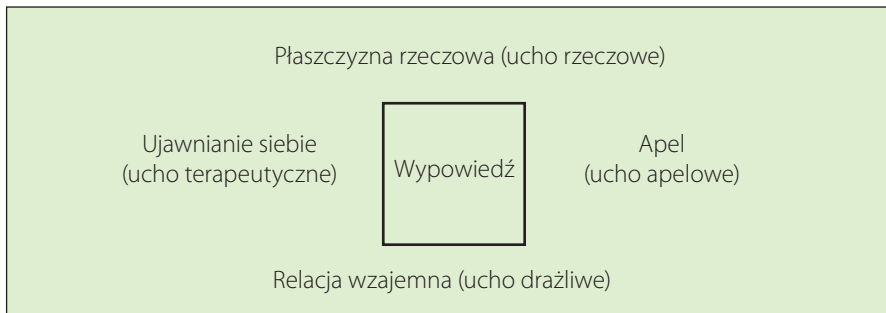 Płaszczyzna rzeczowa (ucho rzeczowe)
Ujawnianie siebie
(ucho terapeutyczne)
Wypowiedź
Apel
(ucho apelowe)
Relacja wzajemna (ucho drażliwe)